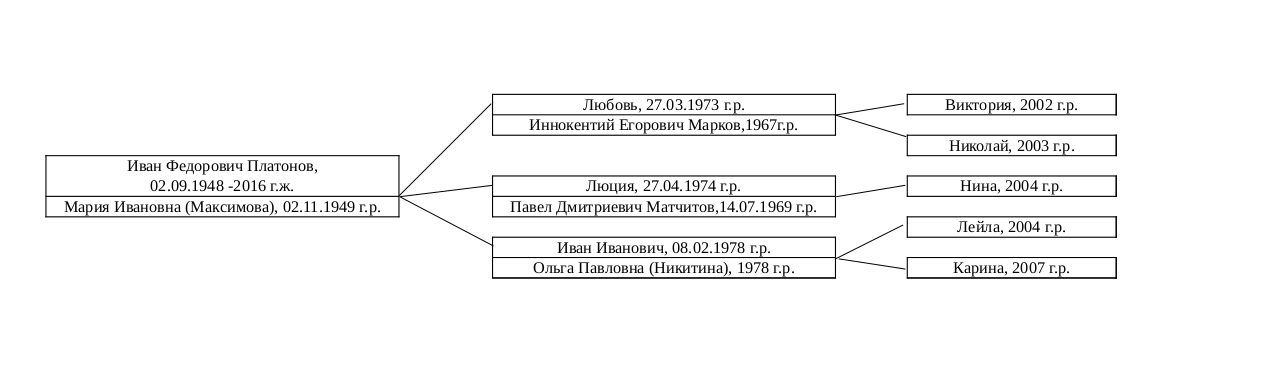 Иван Федорович Платонов,
02.09.1948 -2016 г.ж.
Мария Ивановна (Максимова), 02.11.1949 г.р.
Любовь, 27.03.1973 г.р.
Иннокентий Егорович Марков,1967г.р.
Люция, 27.04.1974 г.р.
Павел Дмитриевич Матчитов,14.07.1969 г.р.
Иван Иванович, 08.02.1978 г.р.
Ольга Павловна (Никитина), 1978 г.р.
Виктория, 2002 г.р.
Николай, 2003 г.р.
Нина, 2004 г.р.
Лейла, 2004 г.р.
Карина, 2007 г.р.